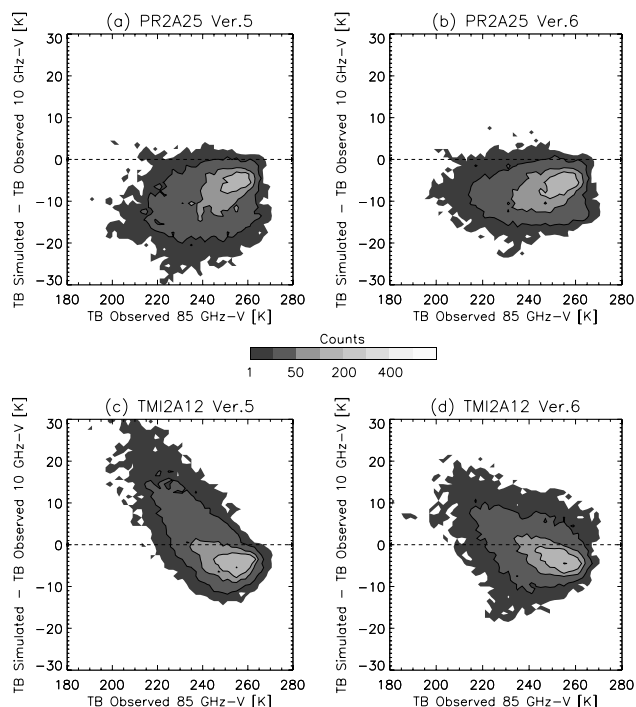 (a) PR2A25 Ver.5
(b) PR2A25 Ver.6
TB Simulated - TB Observed 10 GHz-V [K]
30
20
10
0
-10
-20
-30
180 200 220 240 260 280
TB Observed 85 GHz-V [K]
TB Simulated - TB Observed 10 GHz-V [K]
30
20
10
0
-10
-20
-30
180 200 220 240 260 280
TB Observed 85 GHz-V [K]
Counts
1 50 200 400
(c) TMI2A12 Ver.5
(d) TMI2A12 Ver.6
TB Simulated - TB Observed 10 GHz-V [K]
30
20
10
0
-10
-20
-30
180 200 220 240 260 280
TB Observed 85 GHz-V [K]
TB Simulated - TB Observed 10 GHz-V [K]
30
20
10
0
-10
-20
-30
180 200 220 240 260 280
TB Observed 85 GHz-V [K]